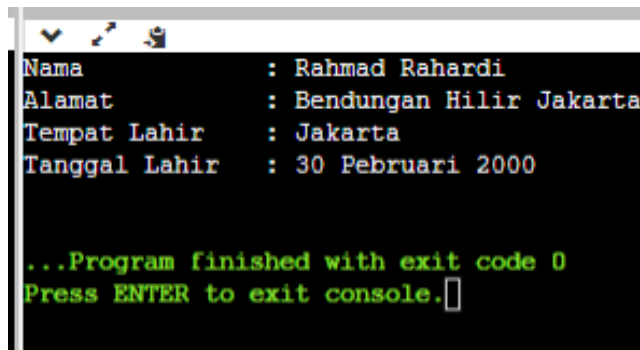 Nama : Rahmad Rahardi
Alamat : Bendungan Hilir Jakarta
Tempat Lahir : Jakarta
Tanggal Lahir : 30 Pebruari 2000
...Program finished with exit code 0
Press ENTER to exit console.